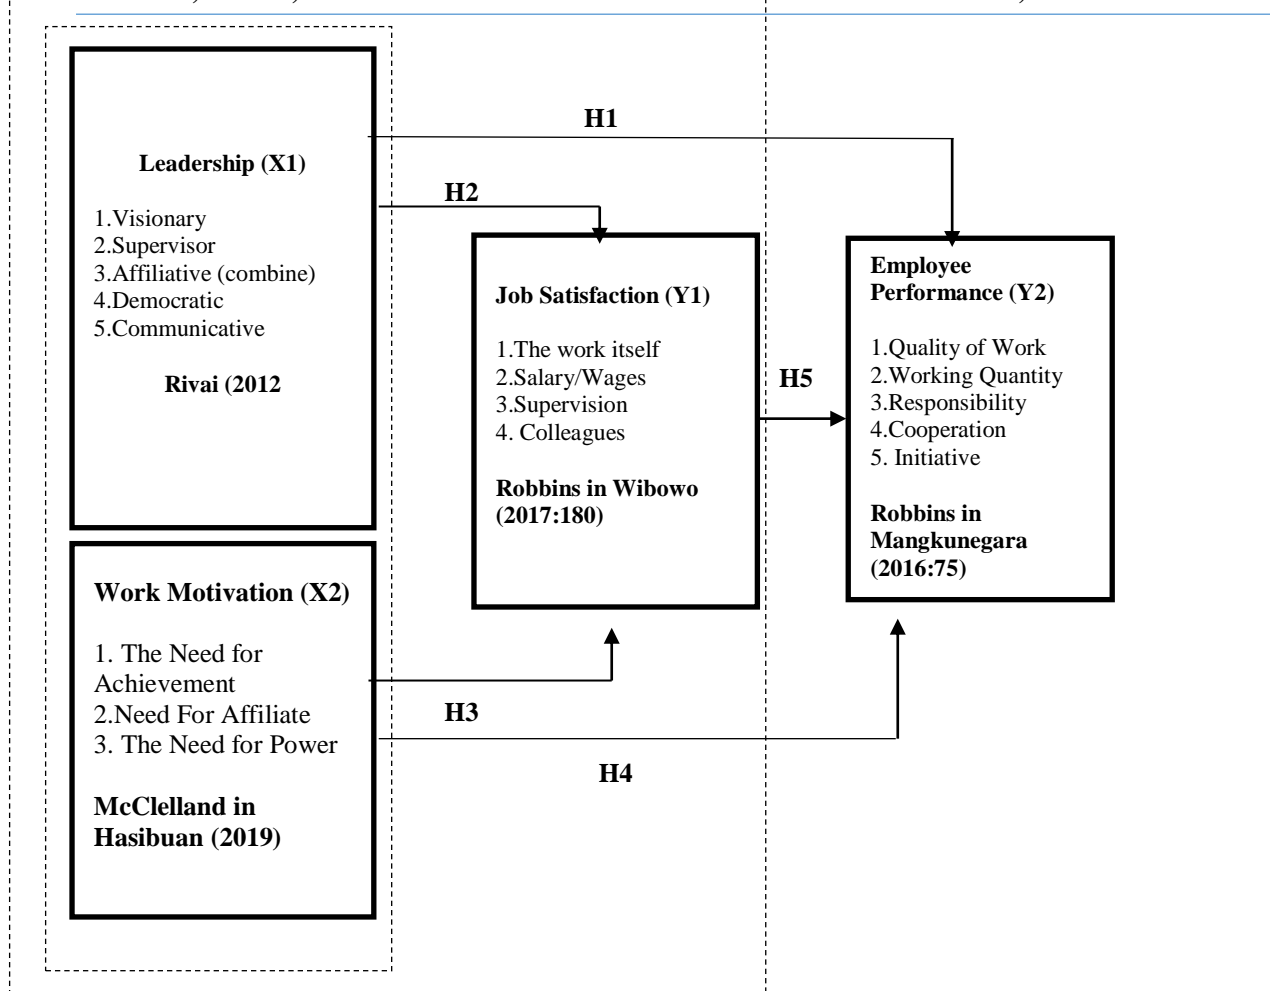 H1
Leadership (X1)
1.Visionary
2.Supervisor
3.Affiliative (combine)
4.Democratic
5.Communicative
Rivai (2012
H2
Job Satisfaction (Y1)
1.The work itself
2.Salary/Wages
3.Supervision
4. Colleagues
Robbins in Wibowo
(2017:180)
H5
Employee
Performance (Y2)
1.Quality of Work
2.Working Quantity
3.Responsibility
4.Cooperation
5. Initiative
Robbins in
Mangkunegara
(2016:75)
Work Motivation (X2)
1. The Need for
Achievement
2.Need For Affiliate
3. The Need for Power
McClelland in
Hasibuan (2019)
H3
H4